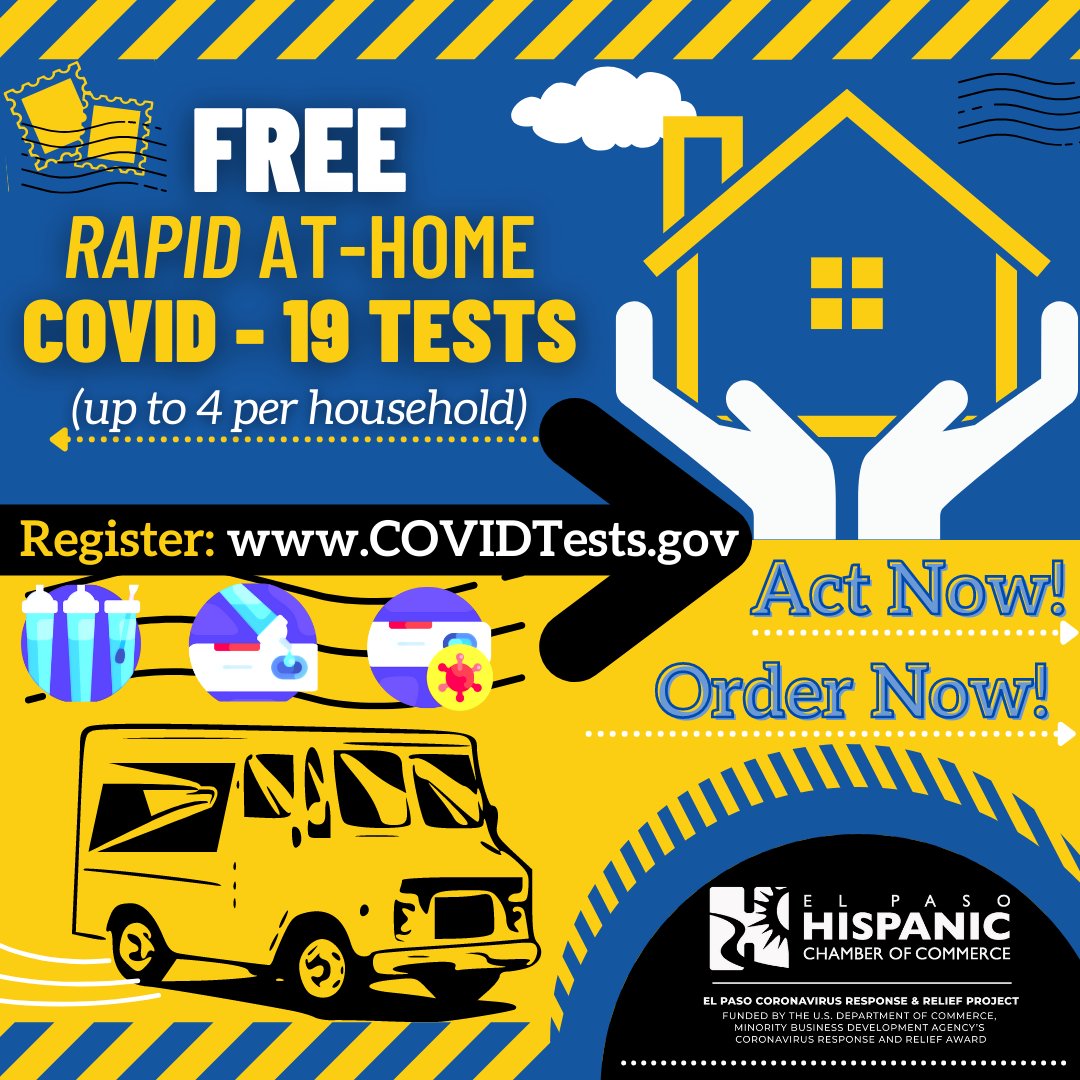 FREE
RAPID AT-HOME
COVID - 19 TESTS
(up to 4 per household)
Register: www.COVIDTests.gov
Act Now!
Order Now!
EL PASO
HISPANIC
CHAMBER OF COMMERCE
EL PASO CORONAVIRUS RESPONSE & RELIEF PROJECT
FUNDED BY THE U.S. DEPARTMENT OF COMMERCE,
MINORITY BUSINESS DEVELOPMENT AGENCY'S
CORONAVIRUS RESPONSE AND RELIEF AWARD